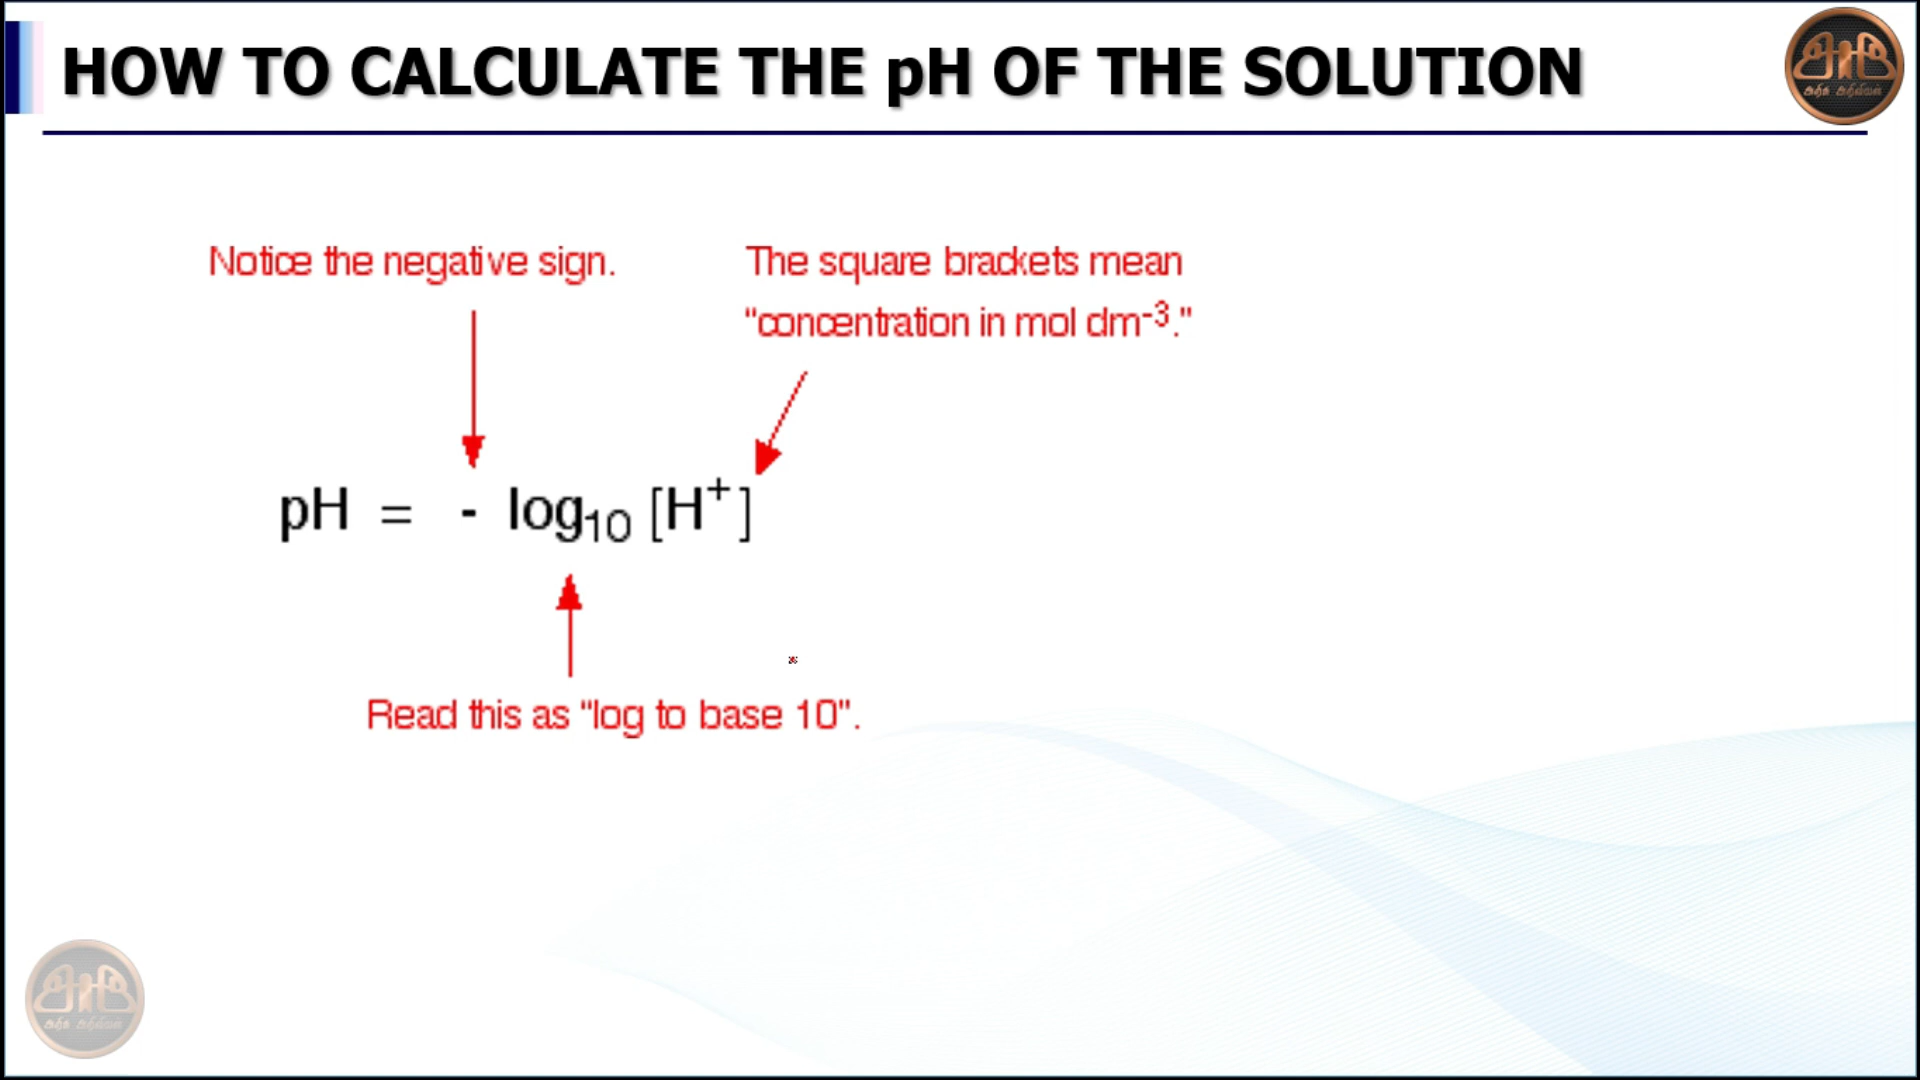 HOW TO CALCULATE THE pH OF THE SOLUTION
Notice the negative sign.
The square brackets mean
"concentration in mol dm⁻³."
pH = - log₁₀ [H⁺]
Read this as "log to base 10".